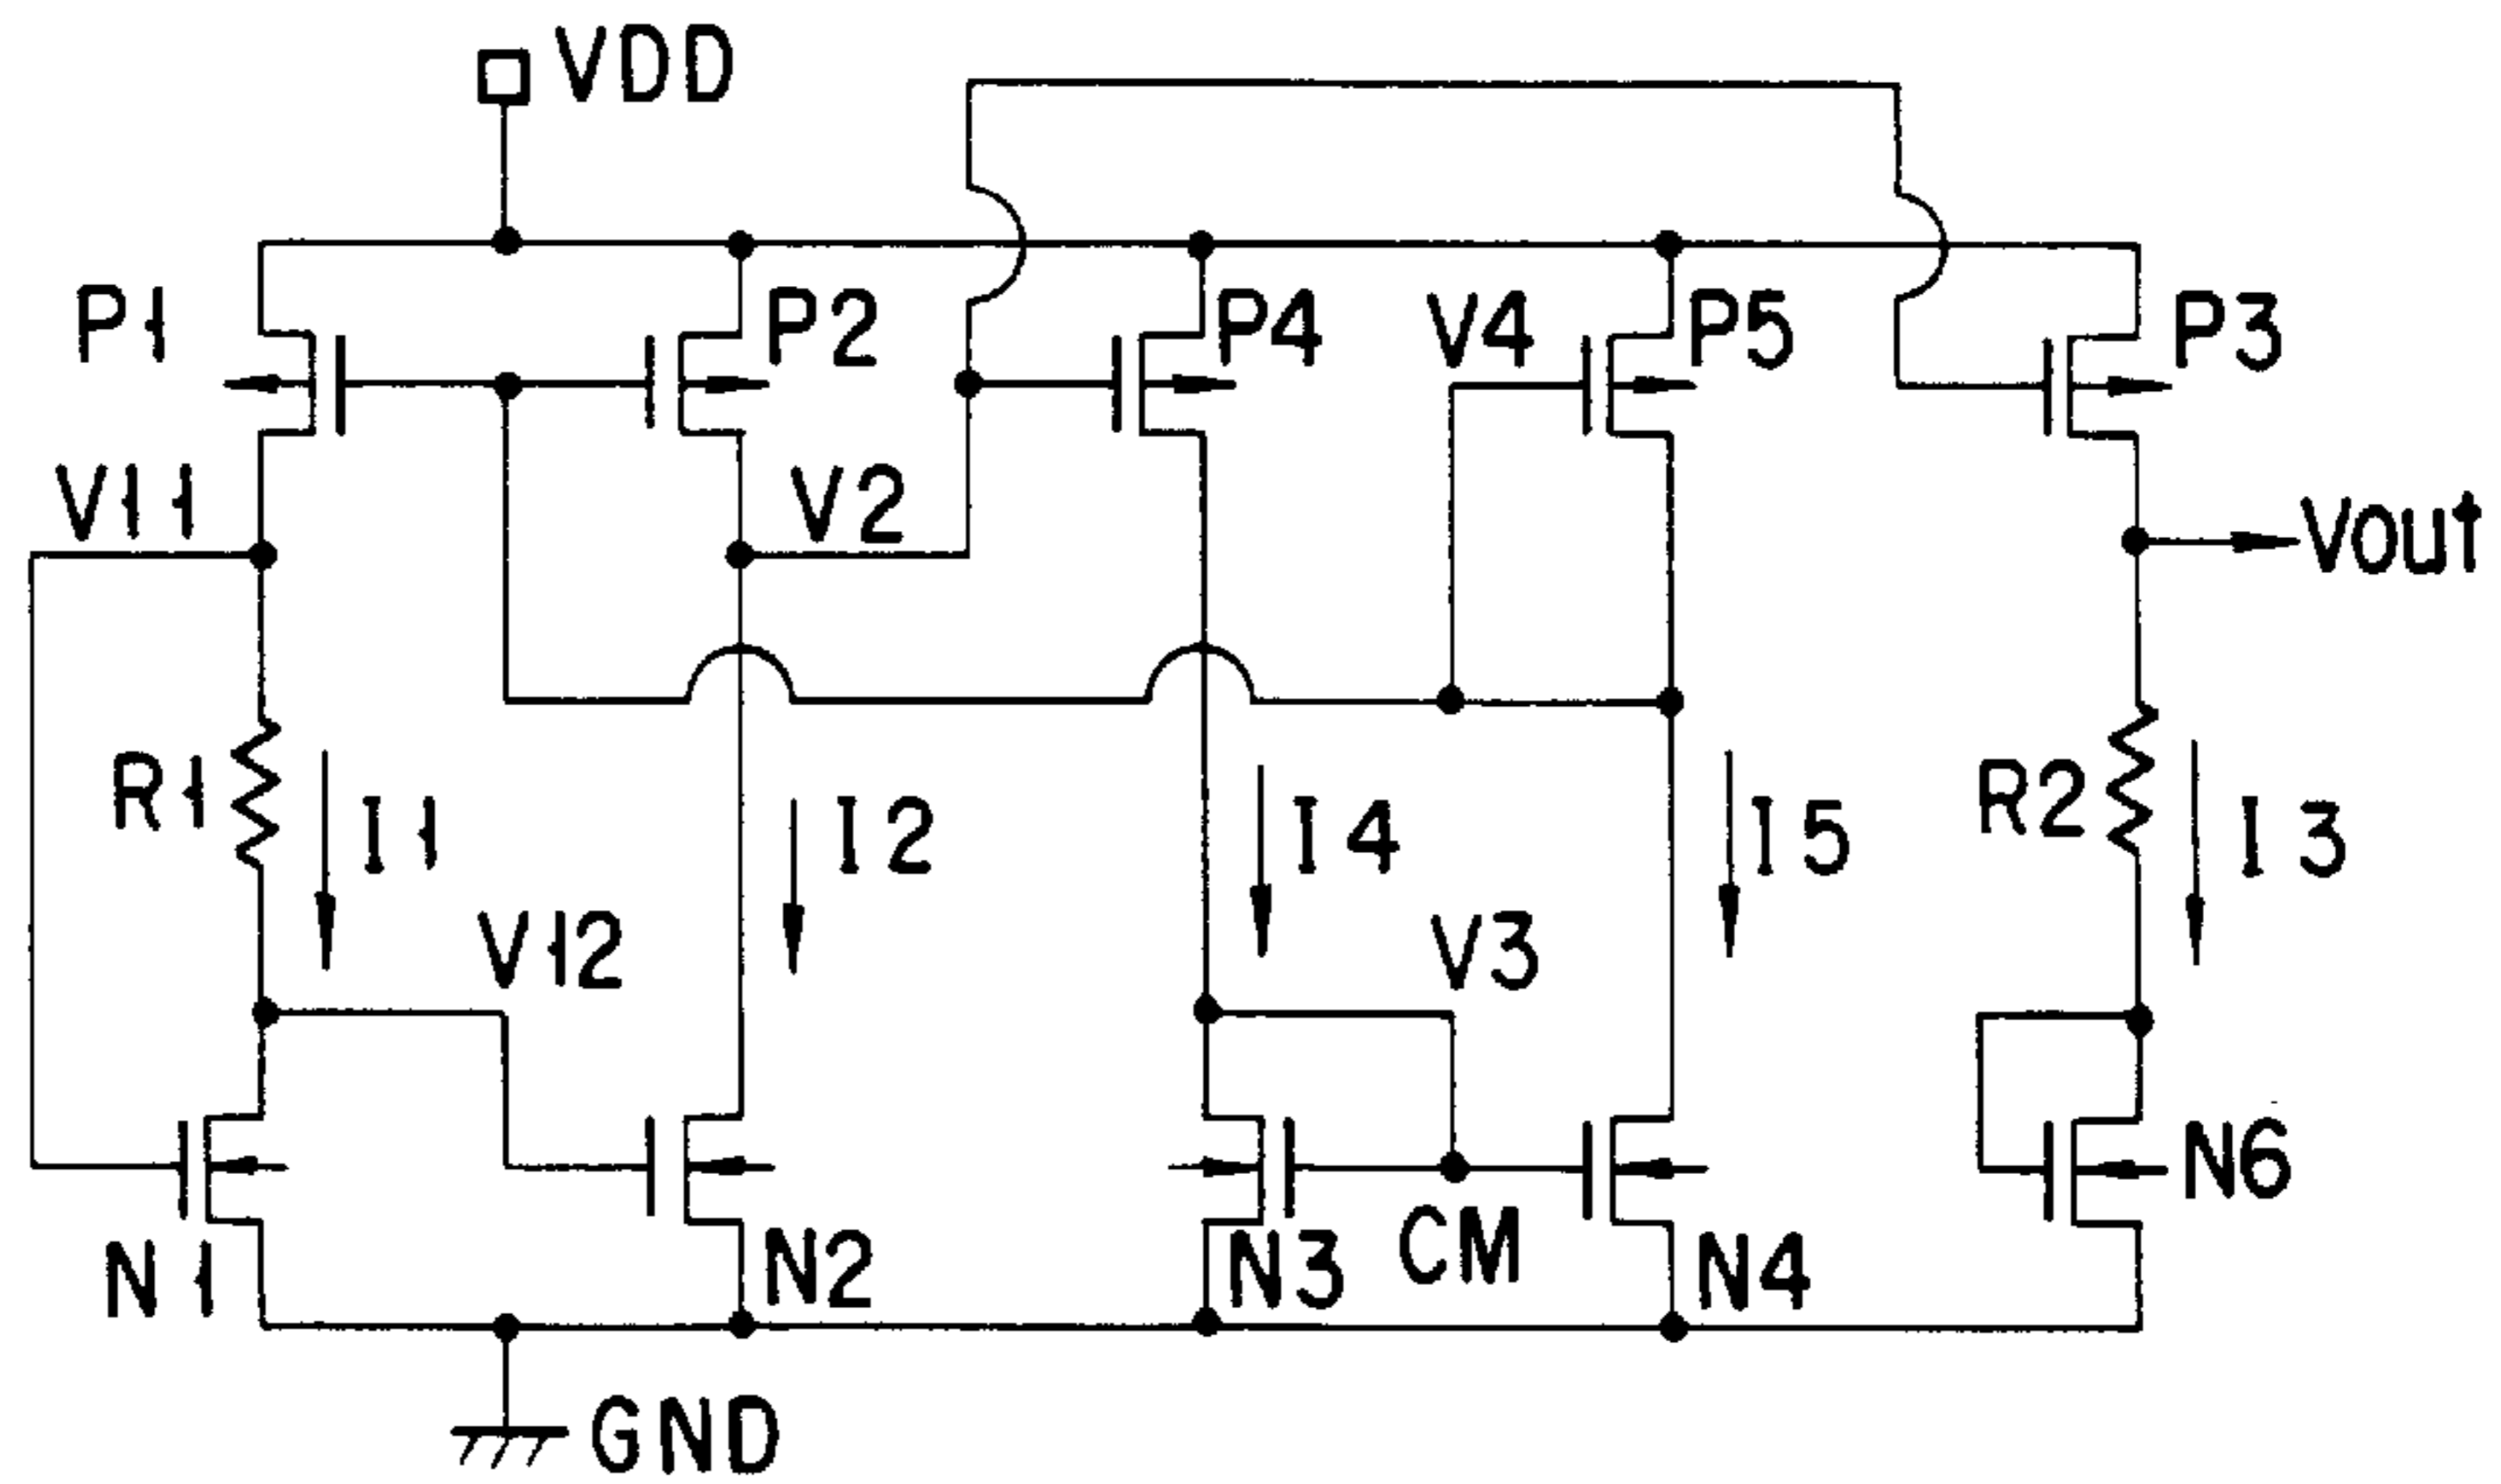 VDD
P1
P2
P4
V4
P5
P3
V11
V2
Vout
R1
I1
I2
I4
I5
R2
I3
V12
V3
N1
N2
N3
CM
N4
N6
GND